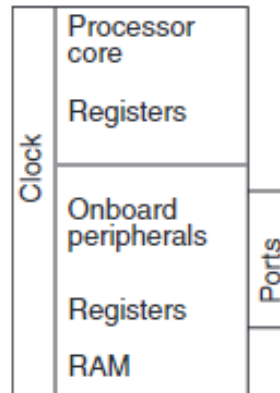 Clock
Processor
core
Registers
Onboard
peripherals
Registers
RAM
Ports